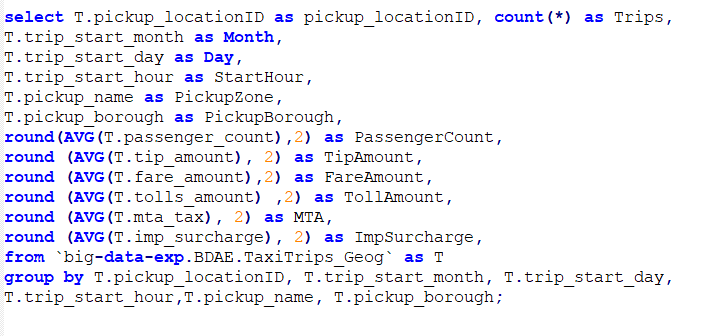 select T.pickup_locationID as pickup_locationID, count(*) as Trips,
T.trip_start_month as Month,
T.trip_start_day as Day,
T.trip_start_hour as StartHour,
T.pickup_name as PickupZone,
T.pickup_borough as PickupBorough,
round(AVG(T.passenger_count),2) as PassengerCount,
round (AVG(T.tip_amount), 2) as TipAmount,
round (AVG(T.fare_amount),2) as FareAmount,
round (AVG(T.tolls_amount) ,2) as TollAmount,
round (AVG(T.mta_tax), 2) as MTA,
round (AVG(T.imp_surcharge), 2) as ImpSurcharge,
from `big-data-exp.BDAE.TaxiTrips_Geog` as T
group by T.pickup_locationID, T.trip_start_month, T.trip_start_day,
T.trip_start_hour,T.pickup_name, T.pickup_borough;